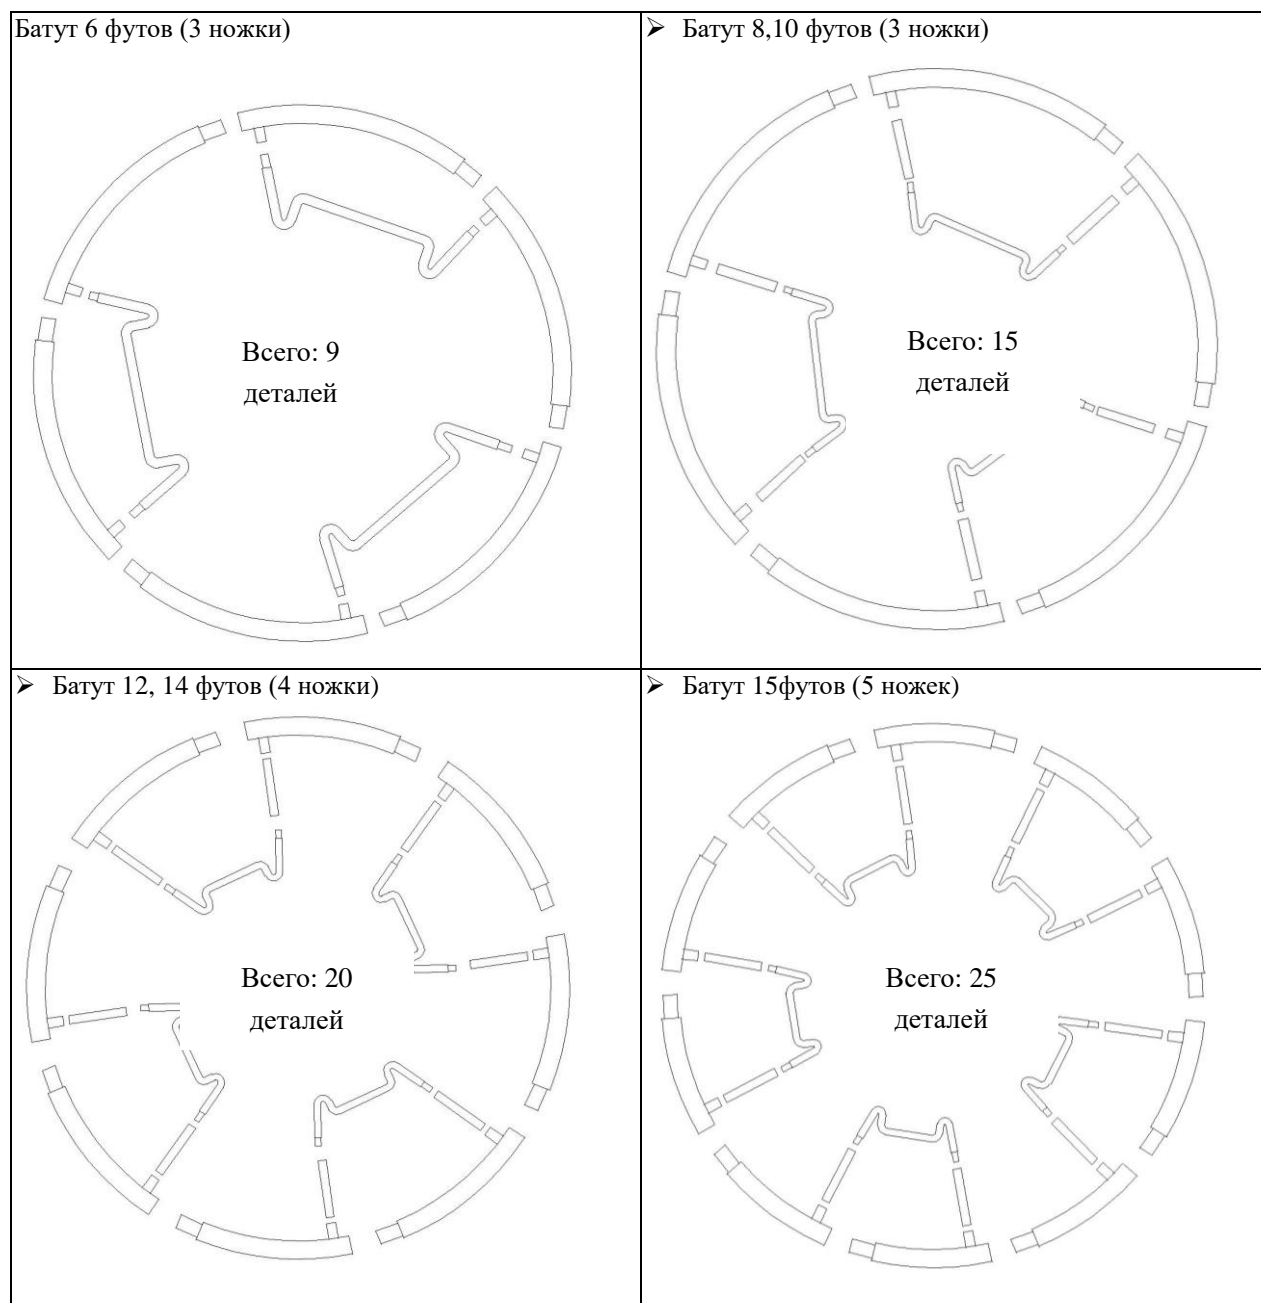 Батут 6 футов (3 ножки)
➢ Батут 8,10 футов (3 ножки)
Всего: 9
деталей
Всего: 15
деталей
➢ Батут 12, 14 футов (4 ножки)
➢ Батут 15футов (5 ножек)
Всего: 20
деталей
Всего: 25
деталей